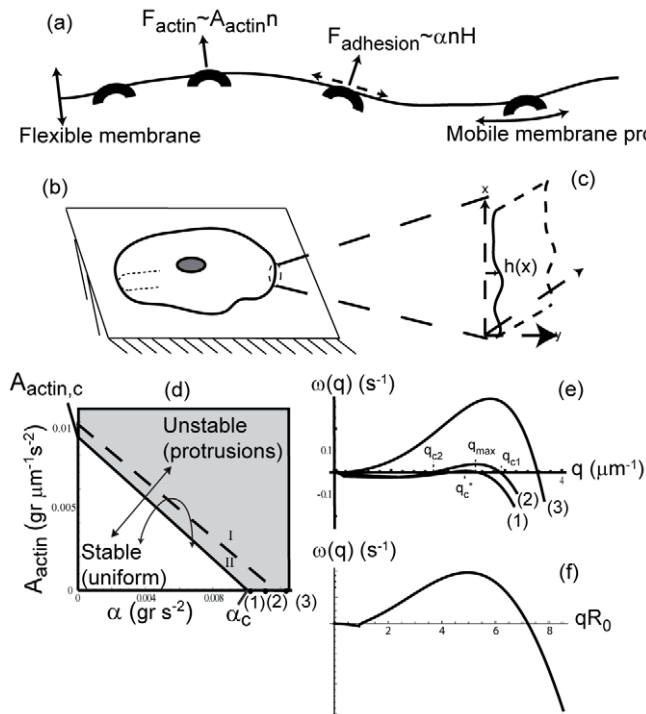 (a)
F_actin~A_actin n
F_adhesion~αnH
Flexible membrane
Mobile membrane pro
(b)
(c)
x
h(x)
y
A_actin,c
(d)
0.01
Unstable
(protrusions)
A_actin (gr μm⁻¹s⁻²)
0.005
I
II
Stable
(uniform)
0
0 0.004 0.008
α (gr s⁻²)
α_c
(1) (2) (3)
ω(q) (s⁻¹)
(e)
0.1
-0.1
q_c2
q_max
q_c1
q_c*
q (μm⁻¹)
4
(1)
(2)
(3)
ω(q) (s⁻¹)
(f)
2 4 6 8
qR₀